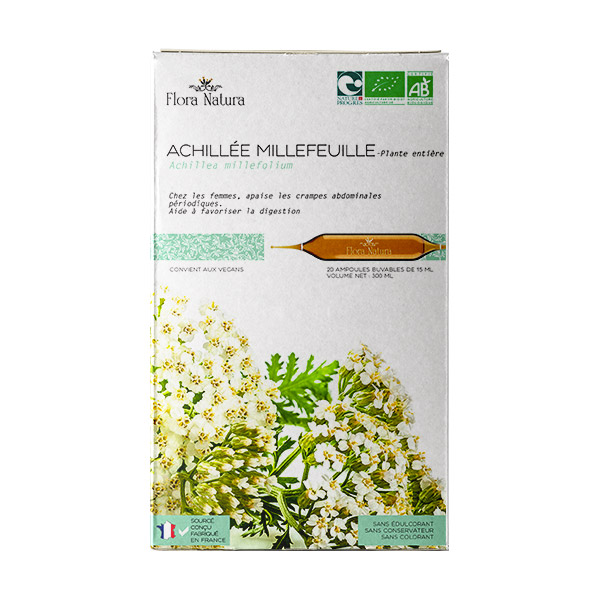 Flora Natura
NATURE & PROGRÈS
CERTIFIÉ
AB
ACHILLÉE MILLEFEUILLE-Plante entière
Achillea millefolium
Chez les femmes, apaise les crampes abdominales
périodiques.
Aide à favoriser la digestion
Flora Natura
CONVIENT AUX VEGANS
20 AMPOULES BUVABLES DE 15 ML
VOLUME NET - 300 ML
SOURCÉ
CONÇU
FABRIQUÉ
EN FRANCE
SANS ÉDULCORANT
SANS CONSERVATEUR
SANS COLORANT